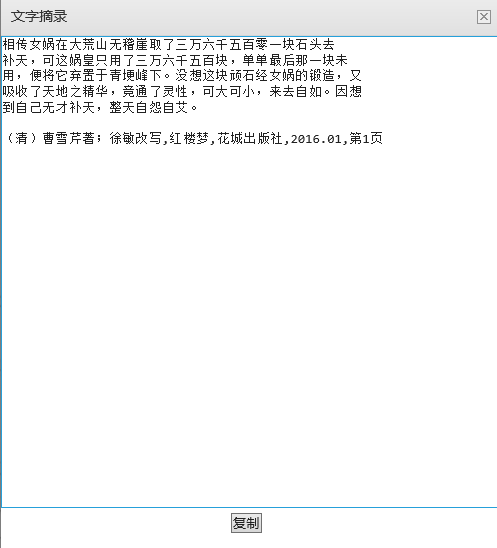 文字摘录
相传女娲在大荒山无稽崖取了三万六千五百零一块石头去
补天，可这娲皇只用了三万六千五百块，单单最后那一块未
用，便将它弃置于青埂峰下。没想这块顽石经女娲的锻造，又
吸收了天地之精华，竟通了灵性，可大可小，来去自如。因想
到自己无才补天，整天自怨自艾。
（清）曹雪芹著；徐敏改写,红楼梦,花城出版社,2016.01,第1页
复制